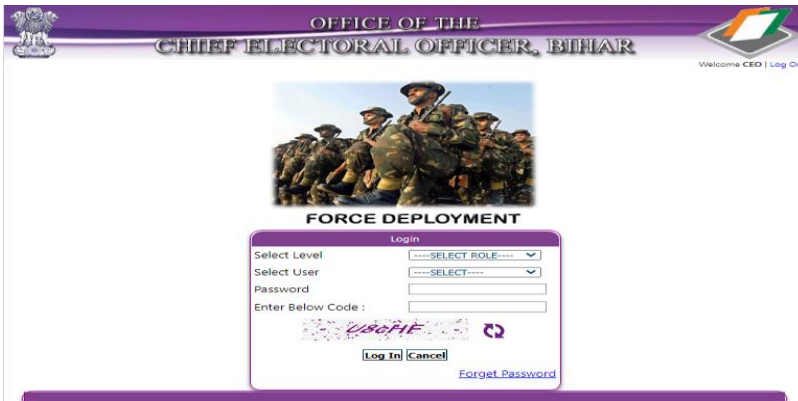 OFFICE OF THE
CHIEF ELECTORAL OFFICER, BIHAR
Welcome CEO | Log O
FORCE DEPLOYMENT
Login
Select Level ----SELECT ROLE----
Select User ----SELECT----
Password
Enter Below Code :
U8cHF
Log In Cancel
Forget Password